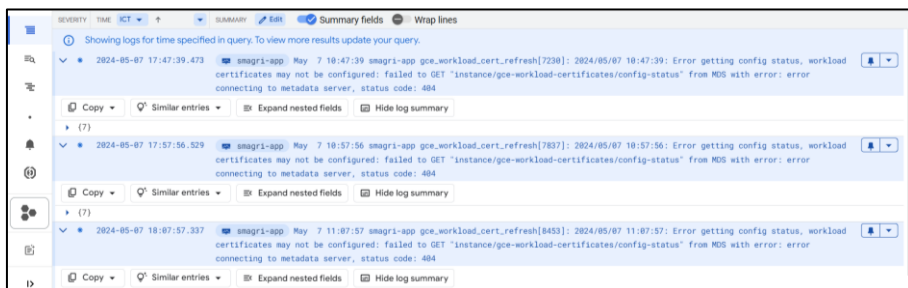 SEVERITY TIME ICT SUMMARY Edit Summary fields Wrap lines
Showing logs for time specified in query. To view more results update your query.
2024-05-07 17:47:39.473 smagri-app May 7 10:47:39 smagri-app gce_workload_cert_refresh[7230]: 2024/05/07 10:47:39: Error getting config status, workload
certificates may not be configured: failed to GET "instance/gce-workload-certificates/config-status" from MDS with error: error
connecting to metadata server, status code: 404
Copy Similar entries Expand nested fields Hide log summary
{7}
2024-05-07 17:57:56.529 smagri-app May 7 10:57:56 smagri-app gce_workload_cert_refresh[7837]: 2024/05/07 10:57:56: Error getting config status, workload
certificates may not be configured: failed to GET "instance/gce-workload-certificates/config-status" from MDS with error: error
connecting to metadata server, status code: 404
Copy Similar entries Expand nested fields Hide log summary
{7}
2024-05-07 18:07:57.337 smagri-app May 7 11:07:57 smagri-app gce_workload_cert_refresh[8453]: 2024/05/07 11:07:57: Error getting config status, workload
certificates may not be configured: failed to GET "instance/gce-workload-certificates/config-status" from MDS with error: error
connecting to metadata server, status code: 404
Copy Similar entries Expand nested fields Hide log summary